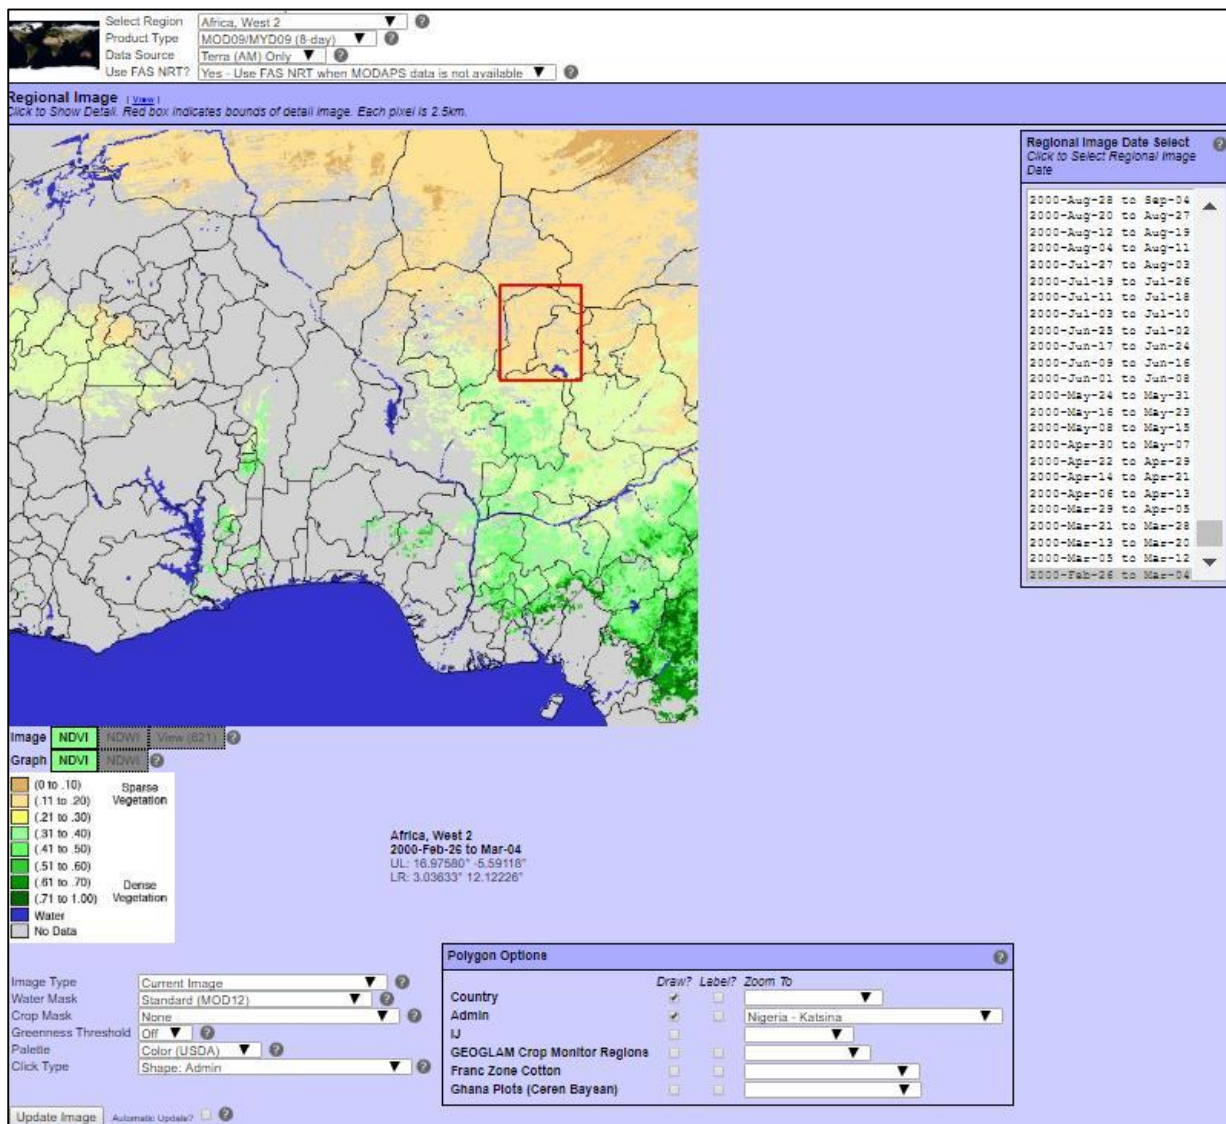 Select Region Africa, West 2
Product Type MOD09/MYD09 (8-day)
Data Source Terra (AM) Only
Use FAS NRT? Yes - Use FAS NRT when MODAPS data is not available
Regional Image | View |
Click to Show Detail. Red box indicates bounds of detail image. Each pixel is 2.5km.
Regional Image Date Select
Click to Select Regional Image
Date
2000-Aug-28 to Sep-04
2000-Aug-20 to Aug-27
2000-Aug-12 to Aug-19
2000-Aug-04 to Aug-11
2000-Jul-27 to Aug-03
2000-Jul-19 to Jul-26
2000-Jul-11 to Jul-18
2000-Jul-03 to Jul-10
2000-Jun-25 to Jul-02
2000-Jun-17 to Jun-24
2000-Jun-09 to Jun-16
2000-Jun-01 to Jun-08
2000-May-24 to May-31
2000-May-16 to May-23
2000-May-08 to May-15
2000-Apr-30 to May-07
2000-Apr-22 to Apr-29
2000-Apr-14 to Apr-21
2000-Apr-06 to Apr-13
2000-Mar-29 to Apr-05
2000-Mar-21 to Mar-28
2000-Mar-13 to Mar-20
2000-Mar-05 to Mar-12
2000-Feb-26 to Mar-04
Image NDVI NDWI View (621)
Graph NDVI NDWI
(0 to .10) Sparse
(.11 to .20) Vegetation
(.21 to .30)
(.31 to .40)
(.41 to .50)
(.51 to .60)
(.61 to .70) Dense
(.71 to 1.00) Vegetation
Water
No Data
Africa, West 2
2000-Feb-26 to Mar-04
UL: 16.97580° -5.59118°
LR: 3.03633° 12.12226°
Image Type Current Image
Water Mask Standard (MOD12)
Crop Mask None
Greenness Threshold Off
Palette Color (USDA)
Click Type Shape: Admin
Update Image Automatic Update?
Polygon Options
Draw? Label? Zoom To
Country
Admin Nigeria - Katsina
IJ
GEOGLAM Crop Monitor Regions
Franc Zone Cotton
Ghana Plots (Ceren Baysan)